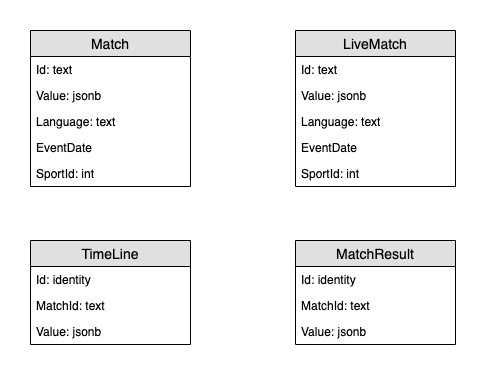 Match
Id: text
Value: jsonb
Language: text
EventDate
SportId: int
LiveMatch
Id: text
Value: jsonb
Language: text
EventDate
SportId: int
TimeLine
Id: identity
MatchId: text
Value: jsonb
MatchResult
Id: identity
MatchId: text
Value: jsonb